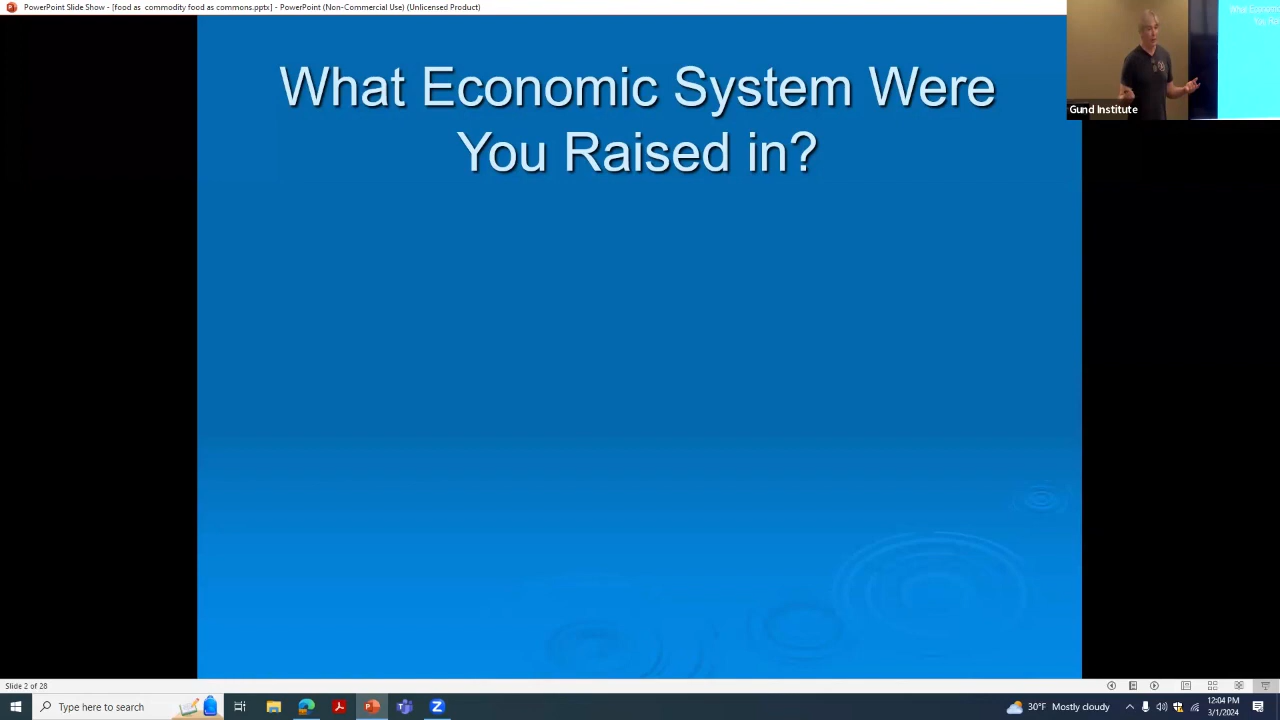 PowerPoint Slide Show - [food as  commodity food as commons.pptx] - PowerPoint (Non-Commercial Use) (Unlicensed Product)
What Economic System Were
You Raised in?
Gund Institute
Slide 2 of 28
Type here to search
30°F Mostly cloudy
12:04 PM
3/1/2024